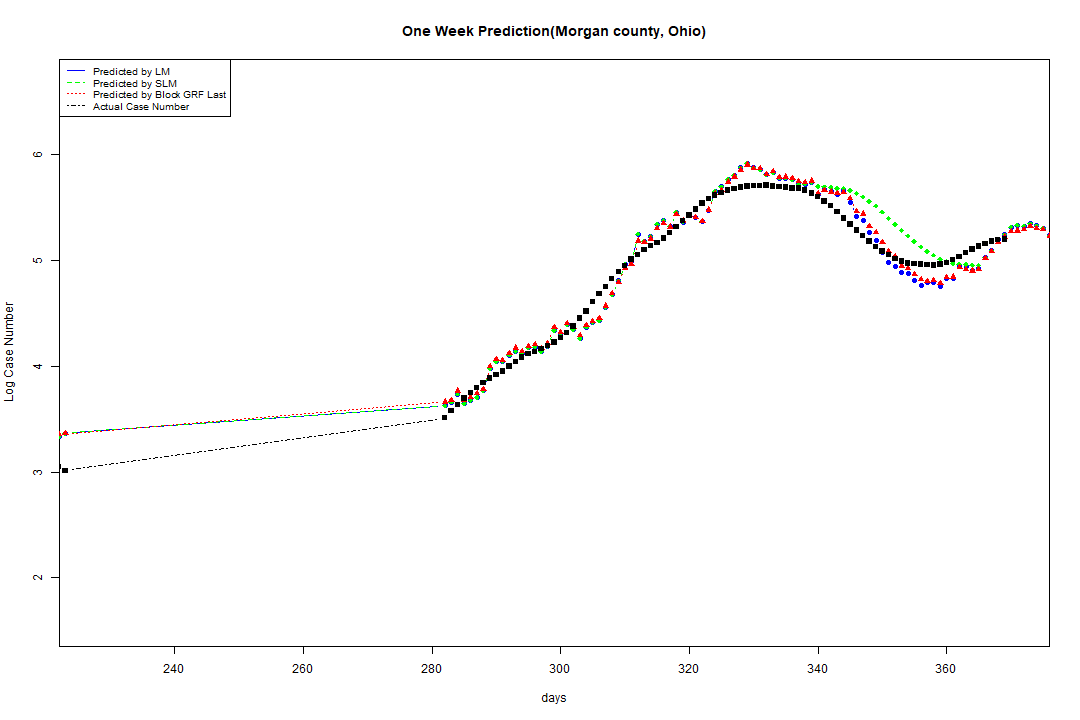 One Week Prediction(Morgan county, Ohio)
Predicted by LM
Predicted by SLM
Predicted by Block GRF Last
Actual Case Number
6
5
4
3
2
Log Case Number
240 260 280 300 320 340 360
days